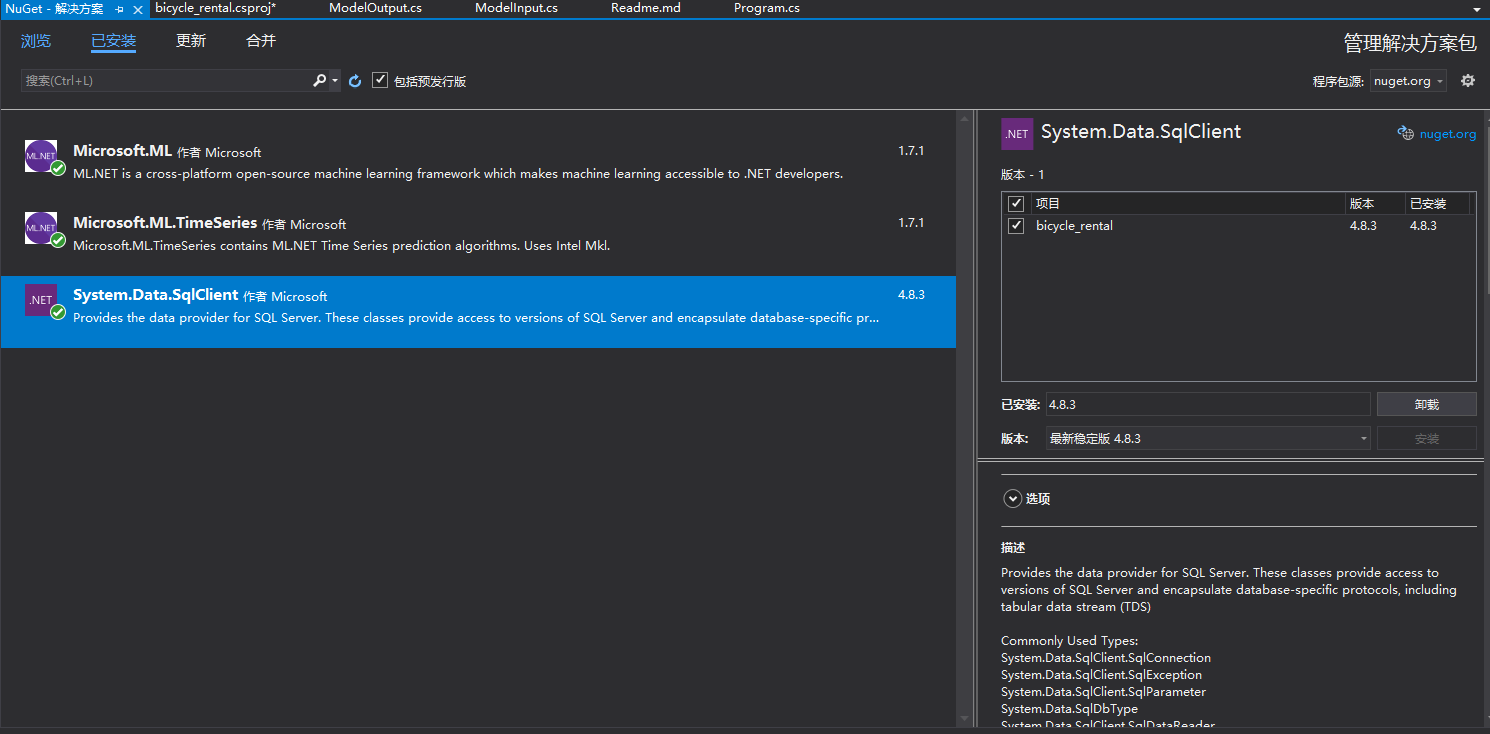 NuGet - 解决方案
bicycle_rental.csproj*
ModelOutput.cs
ModelInput.cs
Readme.md
Program.cs
浏览
已安装
更新
合并
管理解决方案包
搜索(Ctrl+L)
包括预发行版
程序包源:
nuget.org
ML.NET
Microsoft.ML 作者 Microsoft
1.7.1
ML.NET is a cross-platform open-source machine learning framework which makes machine learning accessible to .NET developers.
ML.NET
Microsoft.ML.TimeSeries 作者 Microsoft
1.7.1
Microsoft.ML.TimeSeries contains ML.NET Time Series prediction algorithms. Uses Intel Mkl.
.NET
System.Data.SqlClient 作者 Microsoft
4.8.3
Provides the data provider for SQL Server. These classes provide access to versions of SQL Server and encapsulate database-specific pr...
.NET
System.Data.SqlClient
nuget.org
版本 - 1
项目 版本 已安装
bicycle_rental 4.8.3 4.8.3
已安装: 4.8.3
卸载
版本: 最新稳定版 4.8.3
安装
选项
描述
Provides the data provider for SQL Server. These classes provide access to
versions of SQL Server and encapsulate database-specific protocols, including
tabular data stream (TDS)
Commonly Used Types:
System.Data.SqlClient.SqlConnection
System.Data.SqlClient.SqlException
System.Data.SqlClient.SqlParameter
System.Data.SqlDbType
System.Data.SqlClient.SqlDataReader